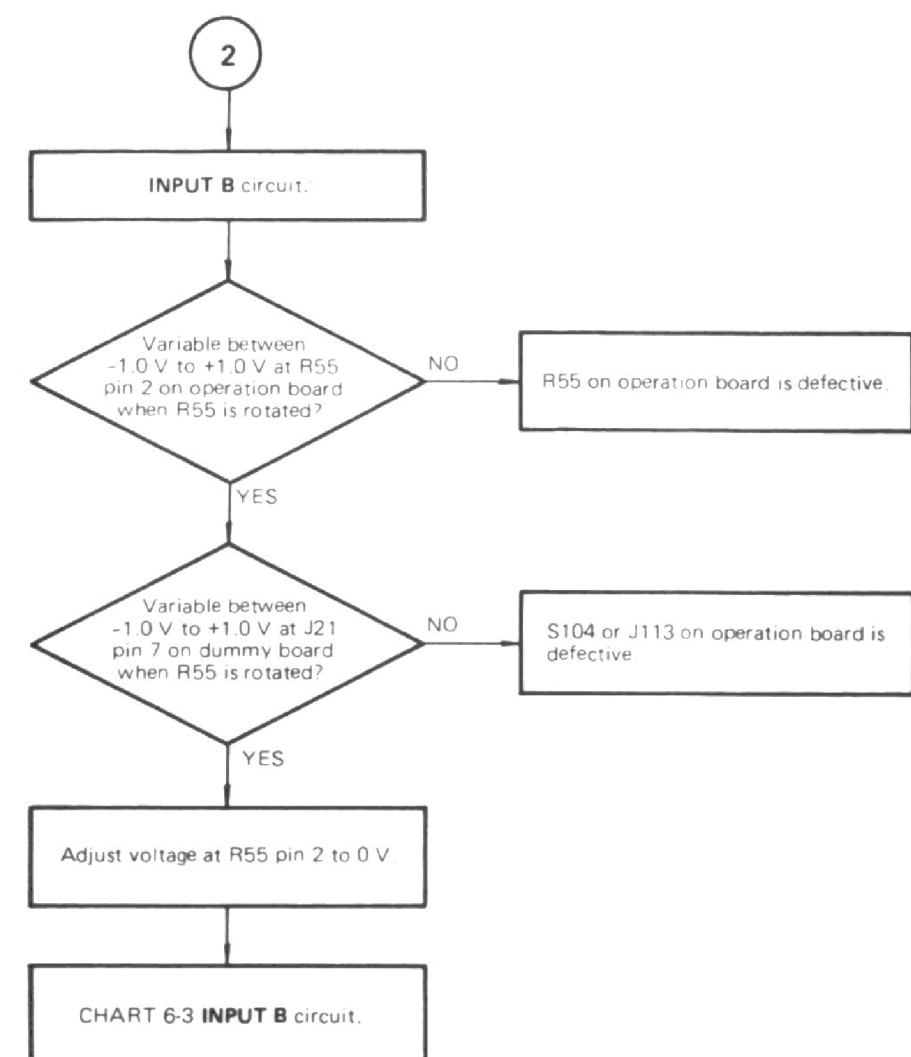 2
INPUT B circuit.
Variable between
-1.0 V to +1.0 V at R55
pin 2 on operation board
when R55 is rotated?
NO
R55 on operation board is defective.
YES
Variable between
-1.0 V to +1.0 V at J21
pin 7 on dummy board
when R55 is rotated?
NO
S104 or J113 on operation board is
defective
YES
Adjust voltage at R55 pin 2 to 0 V.
CHART 6-3 INPUT B circuit.